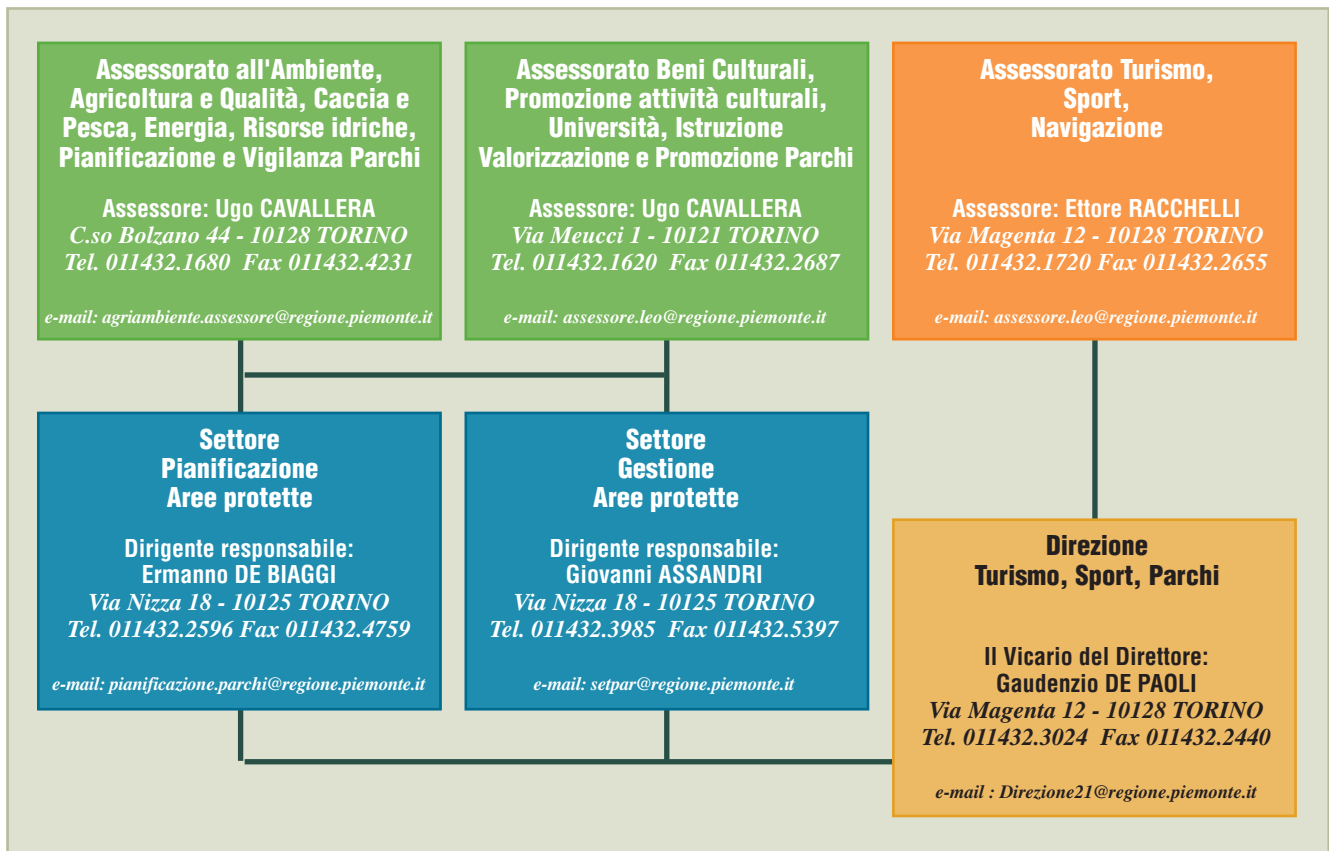 Assessorato all'Ambiente,
Agricoltura e Qualità, Caccia e
Pesca, Energia, Risorse idriche,
Pianificazione e Vigilanza Parchi
Assessore: Ugo CAVALLERA
C.so Bolzano 44 - 10128 TORINO
Tel. 011432.1680 Fax 011432.4231
e-mail: agriambiente.assessore@regione.piemonte.it
Assessorato Beni Culturali,
Promozione attività culturali,
Università, Istruzione
Valorizzazione e Promozione Parchi
Assessore: Ugo CAVALLERA
Via Meucci 1 - 10121 TORINO
Tel. 011432.1620 Fax 011432.2687
e-mail: assessore.leo@regione.piemonte.it
Assessorato Turismo,
Sport,
Navigazione
Assessore: Ettore RACCHELLI
Via Magenta 12 - 10128 TORINO
Tel. 011432.1720 Fax 011432.2655
e-mail: assessore.leo@regione.piemonte.it
Settore
Pianificazione
Aree protette
Dirigente responsabile:
Ermanno DE BIAGGI
Via Nizza 18 - 10125 TORINO
Tel. 011432.2596 Fax 011432.4759
e-mail: pianificazione.parchi@regione.piemonte.it
Settore
Gestione
Aree protette
Dirigente responsabile:
Giovanni ASSANDRI
Via Nizza 18 - 10125 TORINO
Tel. 011432.3985 Fax 011432.5397
e-mail: setpar@regione.piemonte.it
Direzione
Turismo, Sport, Parchi
Il Vicario del Direttore:
Gaudenzio DE PAOLI
Via Magenta 12 - 10128 TORINO
Tel. 011432.3024 Fax 011432.2440
e-mail : Direzione21@regione.piemonte.it